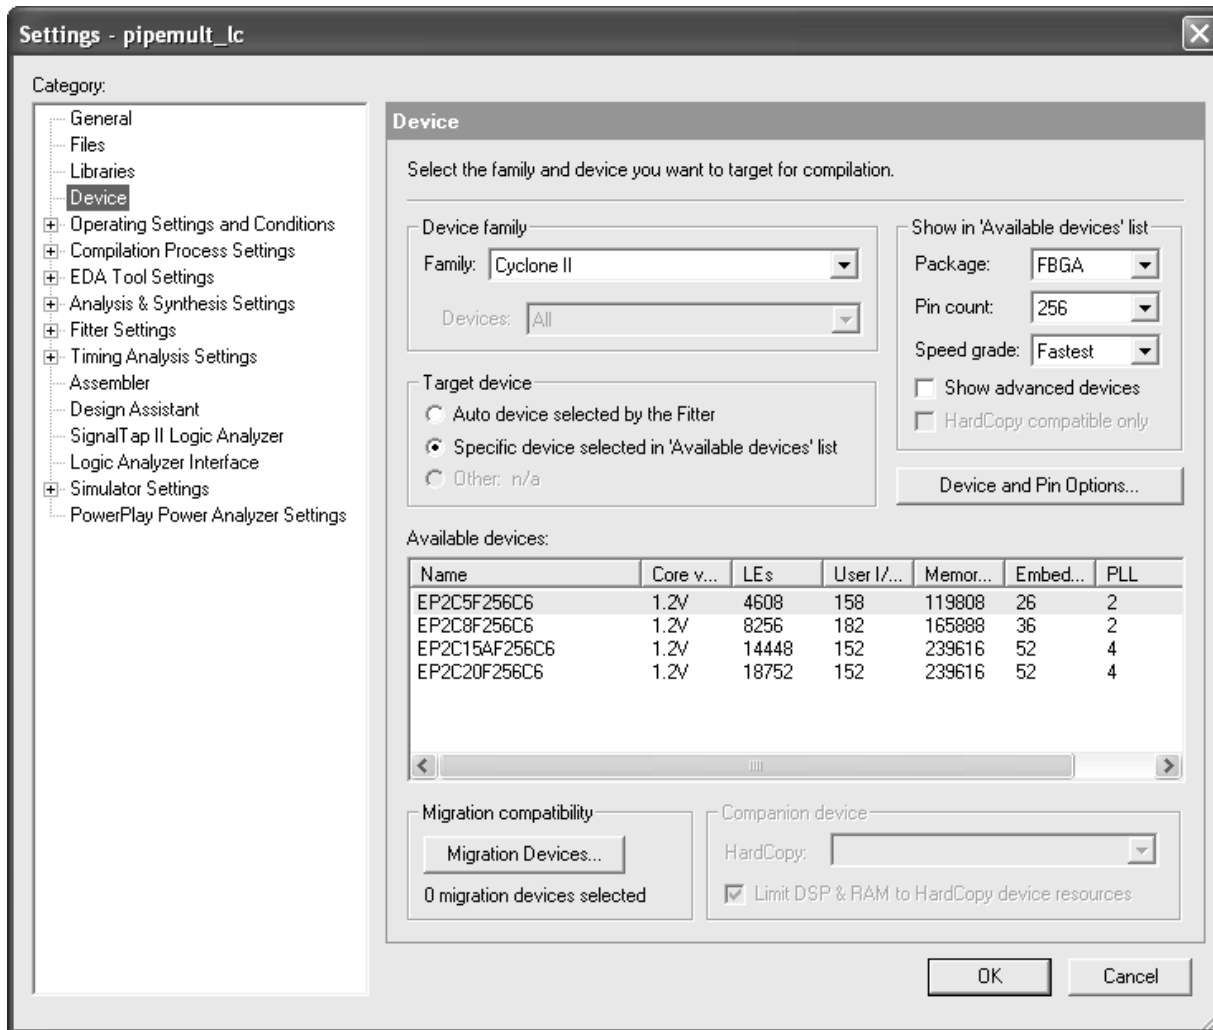 Settings - pipemult_lc
Category:
General
Files
Libraries
Device
Operating Settings and Conditions
Compilation Process Settings
EDA Tool Settings
Analysis & Synthesis Settings
Fitter Settings
Timing Analysis Settings
Assembler
Design Assistant
SignalTap II Logic Analyzer
Logic Analyzer Interface
Simulator Settings
PowerPlay Power Analyzer Settings
Device
Select the family and device you want to target for compilation.
Device family
Family: Cyclone II
Devices: All
Target device
Auto device selected by the Fitter
Specific device selected in 'Available devices' list
Other: n/a
Show in 'Available devices' list
Package: FBGA
Pin count: 256
Speed grade: Fastest
Show advanced devices
HardCopy compatible only
Device and Pin Options...
Available devices:
Name Core v... LEs User I/... Memor... Embed... PLL
EP2C5F256C6 1.2V 4608 158 119808 26 2
EP2C8F256C6 1.2V 8256 182 165888 36 2
EP2C15AF256C6 1.2V 14448 152 239616 52 4
EP2C20F256C6 1.2V 18752 152 239616 52 4
Migration compatibility
Migration Devices...
0 migration devices selected
Companion device
HardCopy:
Limit DSP & RAM to HardCopy device resources
OK Cancel